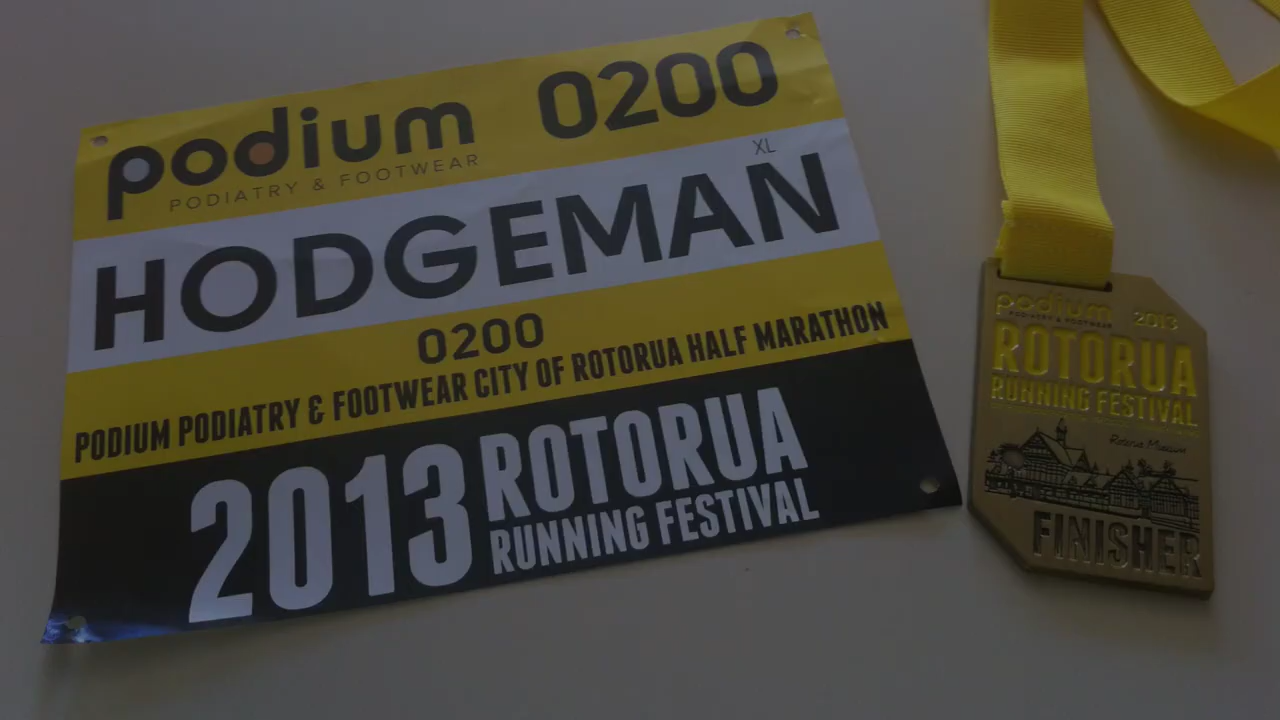 podium 0200
PODIATRY & FOOTWEAR
XL
HODGEMAN
0200
PODIUM PODIATRY & FOOTWEAR CITY OF ROTORUA HALF MARATHON
2013 ROTORUA
RUNNING FESTIVAL
podium 2013
PODIATRY & FOOTWEAR
ROTORUA
RUNNING FESTIVAL
Rotorua Museum
FINISHER